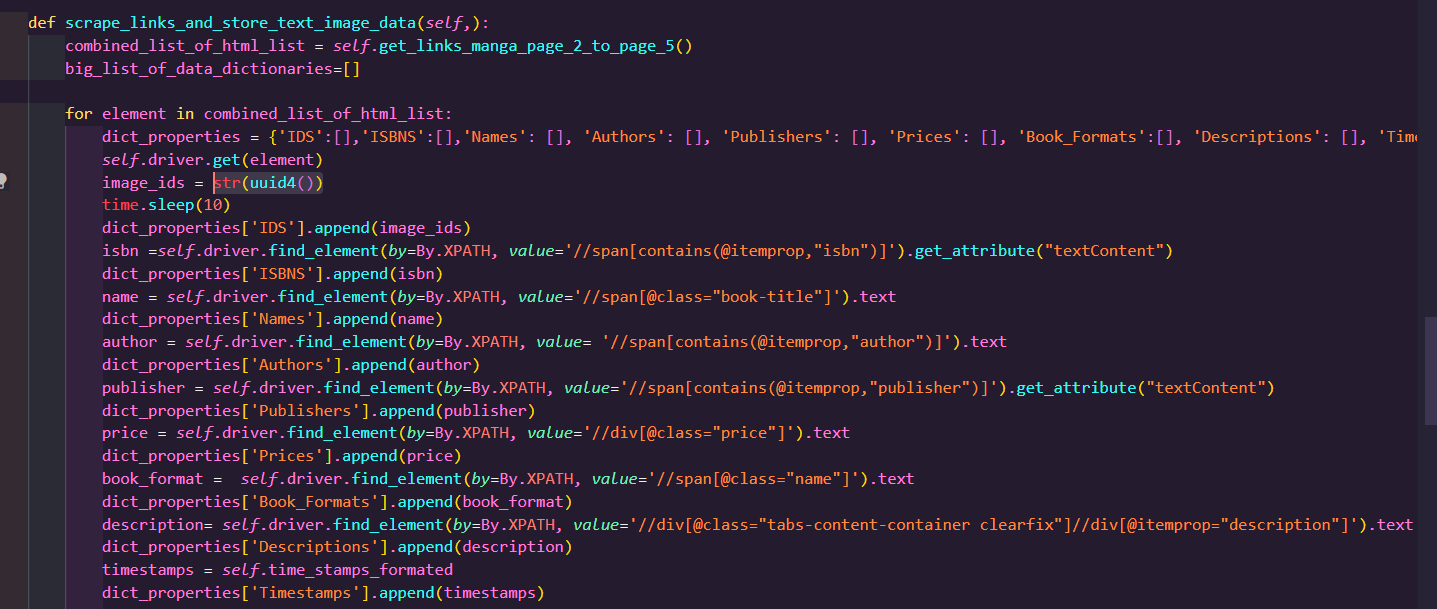 def scrape_links_and_store_text_image_data(self,):
combined_list_of_html_list = self.get_links_manga_page_2_to_page_5()
big_list_of_data_dictionaries=[]
for element in combined_list_of_html_list:
dict_properties = {'IDS':[],'ISBNS':[],'Names': [], 'Authors': [], 'Publishers': [], 'Prices': [], 'Book_Formats':[], 'Descriptions': [], 'Time
self.driver.get(element)
image_ids = str(uuid4())
time.sleep(10)
dict_properties['IDS'].append(image_ids)
isbn =self.driver.find_element(by=By.XPATH, value='//span[contains(@itemprop,"isbn")]').get_attribute("textContent")
dict_properties['ISBNS'].append(isbn)
name = self.driver.find_element(by=By.XPATH, value='//span[@class="book-title"]').text
dict_properties['Names'].append(name)
author = self.driver.find_element(by=By.XPATH, value= '//span[contains(@itemprop,"author")]').text
dict_properties['Authors'].append(author)
publisher = self.driver.find_element(by=By.XPATH, value='//span[contains(@itemprop,"publisher")]').get_attribute("textContent")
dict_properties['Publishers'].append(publisher)
price = self.driver.find_element(by=By.XPATH, value='//div[@class="price"]').text
dict_properties['Prices'].append(price)
book_format =  self.driver.find_element(by=By.XPATH, value='//span[@class="name"]').text
dict_properties['Book_Formats'].append(book_format)
description= self.driver.find_element(by=By.XPATH, value='//div[@class="tabs-content-container clearfix"]//div[@itemprop="description"]').text
dict_properties['Descriptions'].append(description)
timestamps = self.time_stamps_formated
dict_properties['Timestamps'].append(timestamps)